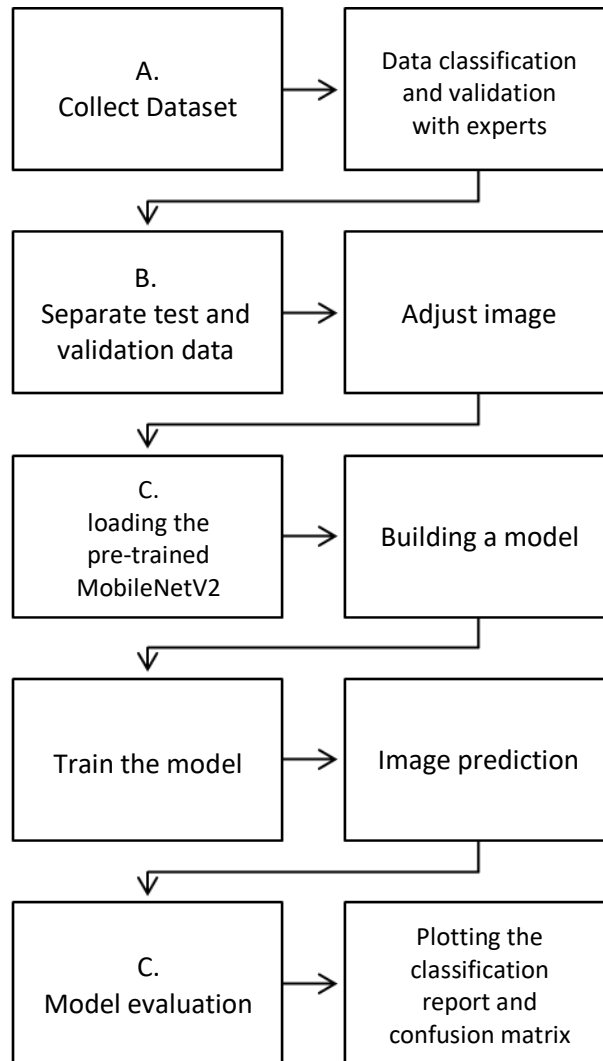 A.
Collect Dataset
Data classification
and validation
with experts
B.
Separate test and
validation data
Adjust image
C.
loading the
pre-trained
MobileNetV2
Building a model
Train the model
Image prediction
C.
Model evaluation
Plotting the
classification
report and
confusion matrix